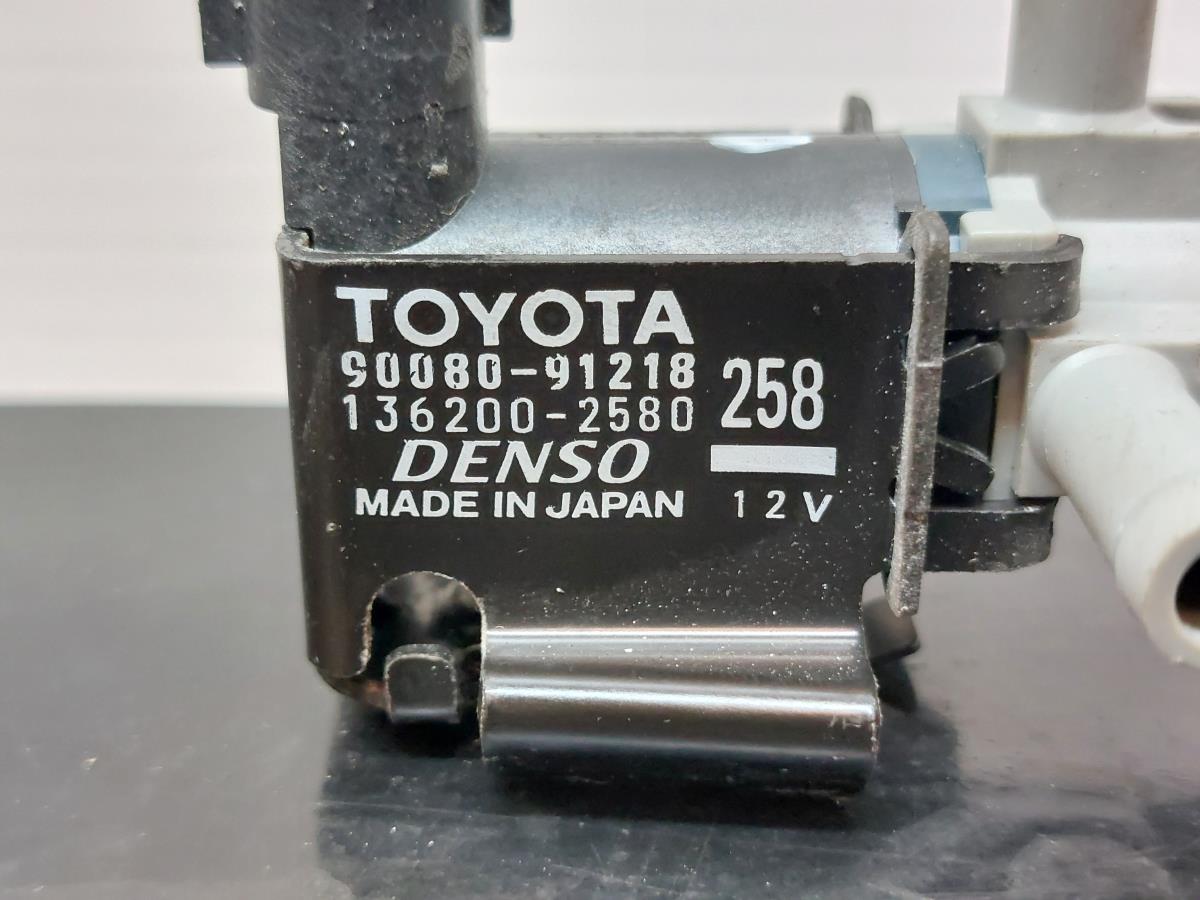 TOYOTA
90080-91218
136200-2580
258
DENSO
MADE IN JAPAN
12V